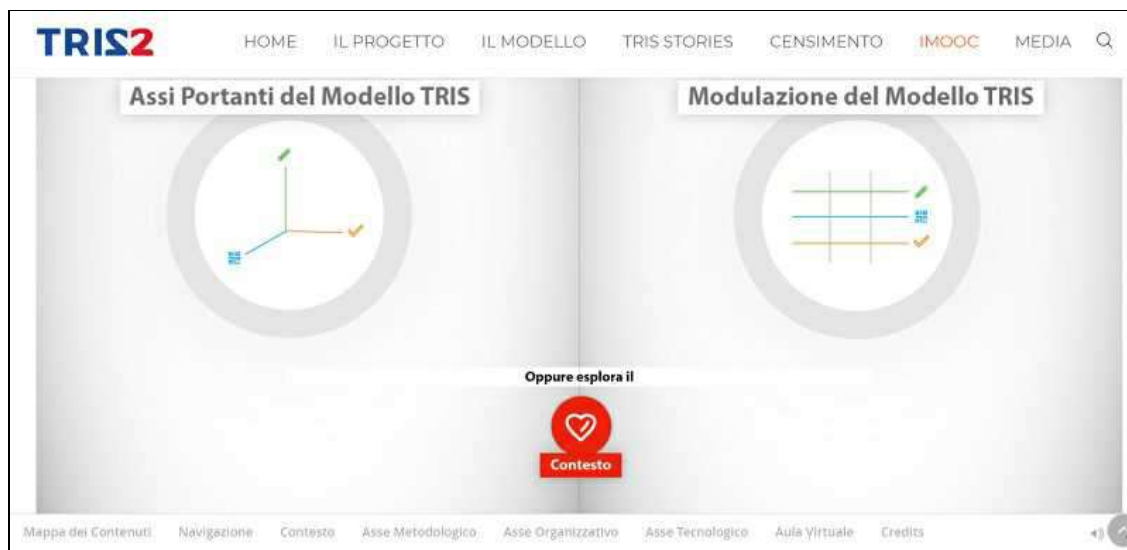 TRIS2 HOME IL PROGETTO IL MODELLO TRIS STORIES CENSIMENTO IMOOC MEDIA
Assi Portanti del Modello TRIS
Modulazione del Modello TRIS
Oppure esplora il
Contesto
Mappa dei Contenuti Navigazione Contesto Asse Metodologico Asse Organizzativo Asse Tecnologico Aula Virtuale Credits